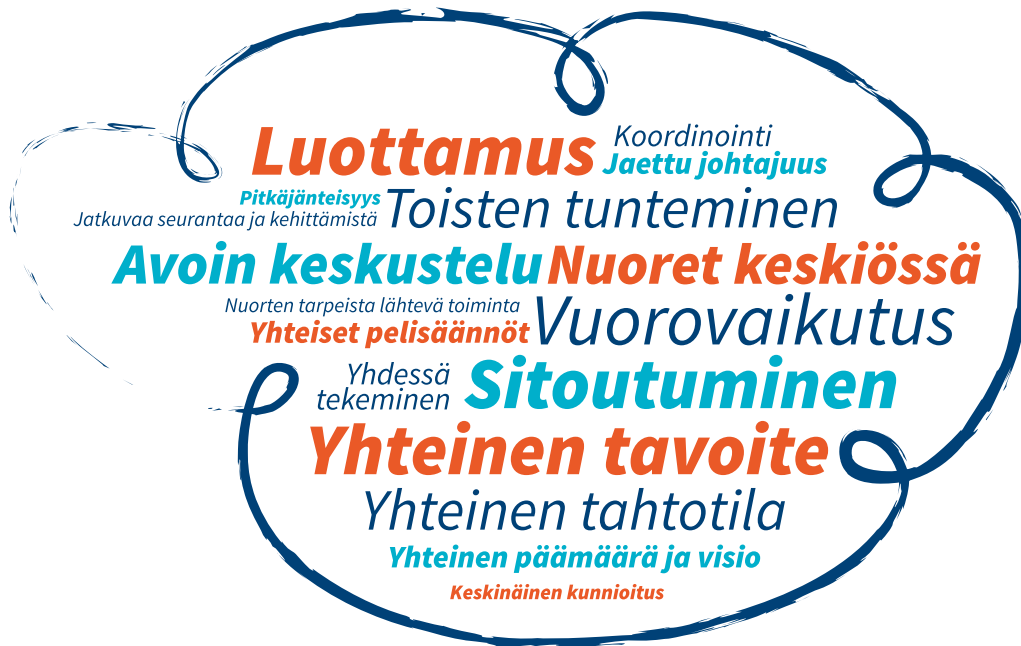 Luottamus
Koordinointi
Jaettu johtajuus
Pitkäjänteisyys
Jatkuvaa seurantaa ja kehittämistä
Toisten tunteminen
Avoin keskustelu
Nuoret keskiössä
Nuorten tarpeista lähtevä toiminta
Yhteiset pelisäännöt
Vuorovaikutus
Yhdessä
tekeminen
Sitoutuminen
Yhteinen tavoite
Yhteinen tahtotila
Yhteinen päämäärä ja visio
Keskinäinen kunnioitus